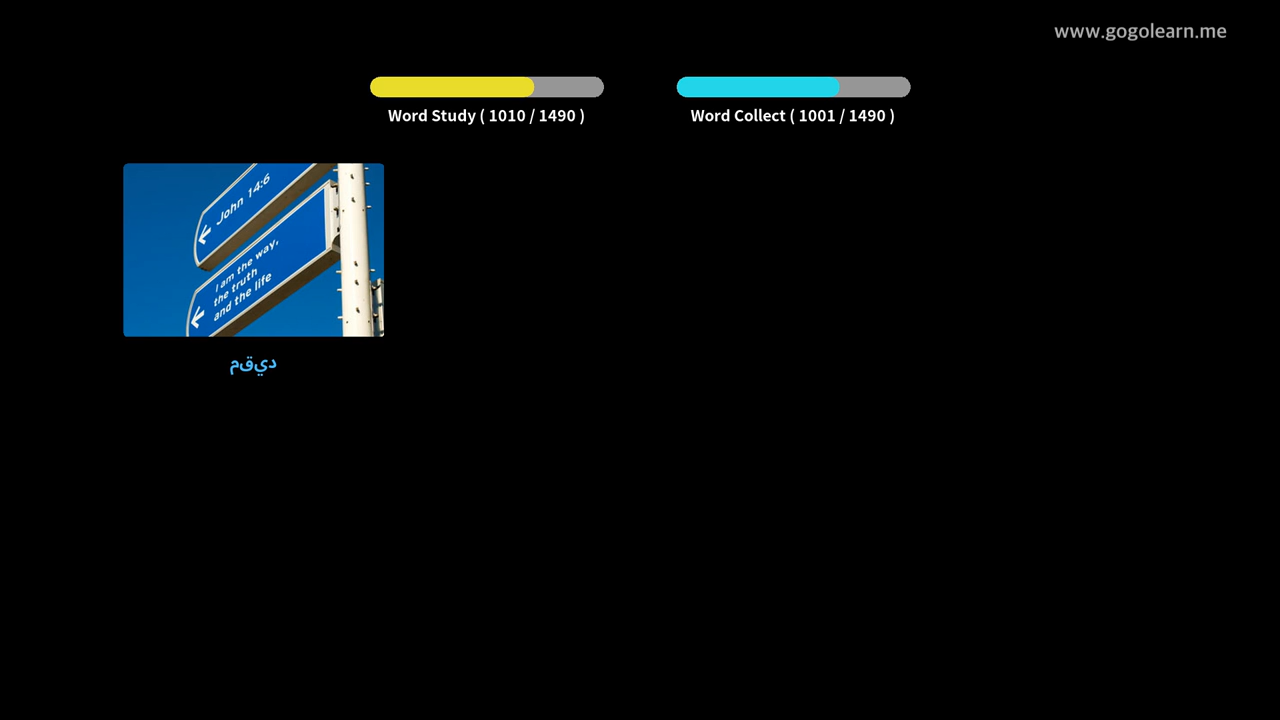 www.gogolearn.me
Word Study ( 1010 / 1490 )
Word Collect ( 1001 / 1490 )
John 14:6
I am the way,
the truth
and the life
ديقم